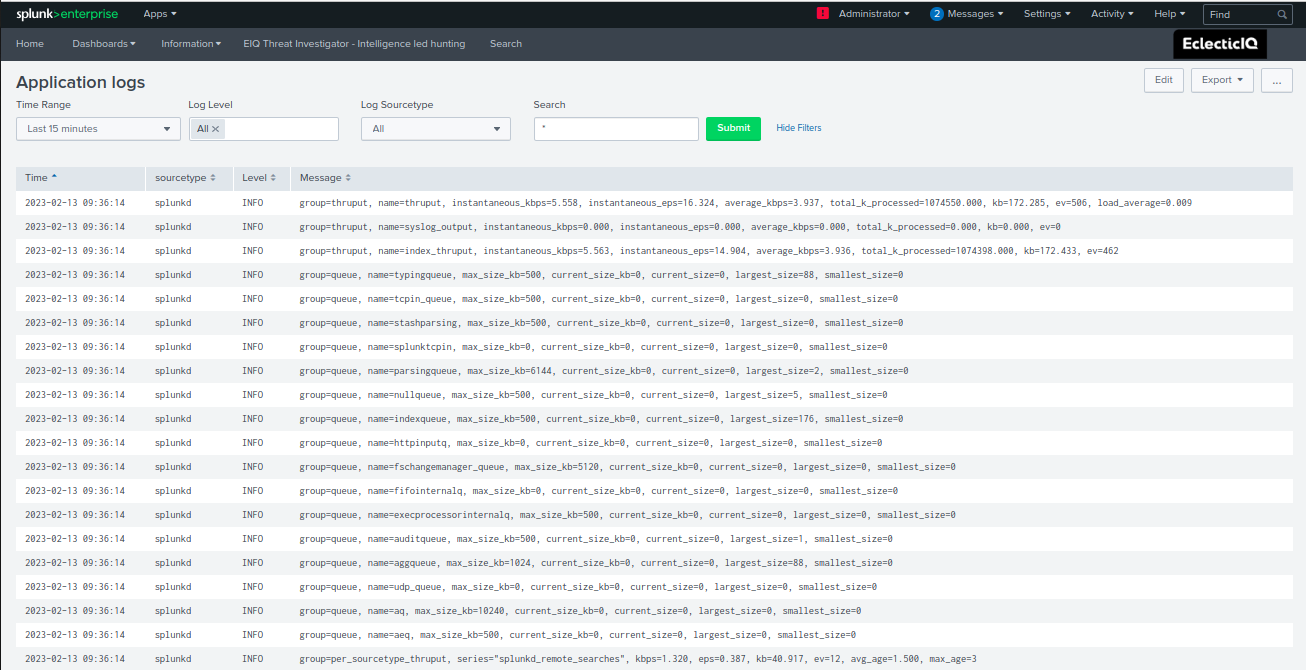 splunk>enterprise Apps ! Administrator 2 Messages Settings Activity Help Find
Home Dashboards Information EIQ Threat Investigator - Intelligence led hunting Search EclecticIQ
Application logs Edit Export ...
Time Range Log Level Log Sourcetype Search
Last 15 minutes All × All * Submit Hide Filters
Time sourcetype Level Message
2023-02-13 09:36:14 splunkd INFO group=thruput, name=thruput, instantaneous_kbps=5.558, instantaneous_eps=16.324, average_kbps=3.937, total_k_processed=1074550.000, kb=172.285, ev=506, load_average=0.009
2023-02-13 09:36:14 splunkd INFO group=thruput, name=syslog_output, instantaneous_kbps=0.000, instantaneous_eps=0.000, average_kbps=0.000, total_k_processed=0.000, kb=0.000, ev=0
2023-02-13 09:36:14 splunkd INFO group=thruput, name=index_thruput, instantaneous_kbps=5.563, instantaneous_eps=14.904, average_kbps=3.936, total_k_processed=1074398.000, kb=172.433, ev=462
2023-02-13 09:36:14 splunkd INFO group=queue, name=typingqueue, max_size_kb=500, current_size_kb=0, current_size=0, largest_size=88, smallest_size=0
2023-02-13 09:36:14 splunkd INFO group=queue, name=tcpin_queue, max_size_kb=500, current_size_kb=0, current_size=0, largest_size=0, smallest_size=0
2023-02-13 09:36:14 splunkd INFO group=queue, name=stashparsing, max_size_kb=500, current_size_kb=0, current_size=0, largest_size=0, smallest_size=0
2023-02-13 09:36:14 splunkd INFO group=queue, name=splunktcpin, max_size_kb=0, current_size_kb=0, current_size=0, largest_size=0, smallest_size=0
2023-02-13 09:36:14 splunkd INFO group=queue, name=parsingqueue, max_size_kb=6144, current_size_kb=0, current_size=0, largest_size=2, smallest_size=0
2023-02-13 09:36:14 splunkd INFO group=queue, name=nullqueue, max_size_kb=500, current_size_kb=0, current_size=0, largest_size=5, smallest_size=0
2023-02-13 09:36:14 splunkd INFO group=queue, name=indexqueue, max_size_kb=500, current_size_kb=0, current_size=0, largest_size=176, smallest_size=0
2023-02-13 09:36:14 splunkd INFO group=queue, name=httpinputq, max_size_kb=0, current_size_kb=0, current_size=0, largest_size=0, smallest_size=0
2023-02-13 09:36:14 splunkd INFO group=queue, name=fschangemanager_queue, max_size_kb=5120, current_size_kb=0, current_size=0, largest_size=0, smallest_size=0
2023-02-13 09:36:14 splunkd INFO group=queue, name=fifointernalq, max_size_kb=0, current_size_kb=0, current_size=0, largest_size=0, smallest_size=0
2023-02-13 09:36:14 splunkd INFO group=queue, name=execprocessorinternalq, max_size_kb=500, current_size_kb=0, current_size=0, largest_size=0, smallest_size=0
2023-02-13 09:36:14 splunkd INFO group=queue, name=auditqueue, max_size_kb=500, current_size_kb=0, current_size=0, largest_size=1, smallest_size=0
2023-02-13 09:36:14 splunkd INFO group=queue, name=aggqueue, max_size_kb=1024, current_size_kb=0, current_size=0, largest_size=88, smallest_size=0
2023-02-13 09:36:14 splunkd INFO group=queue, name=udp_queue, max_size_kb=0, current_size_kb=0, current_size=0, largest_size=0, smallest_size=0
2023-02-13 09:36:14 splunkd INFO group=queue, name=aq, max_size_kb=10240, current_size_kb=0, current_size=0, largest_size=0, smallest_size=0
2023-02-13 09:36:14 splunkd INFO group=queue, name=aeq, max_size_kb=500, current_size_kb=0, current_size=0, largest_size=0, smallest_size=0
2023-02-13 09:36:14 splunkd INFO group=per_sourcetype_thruput, series="splunkd_remote_searches", kbps=1.320, eps=0.387, kb=40.917, ev=12, avg_age=1.500, max_age=3